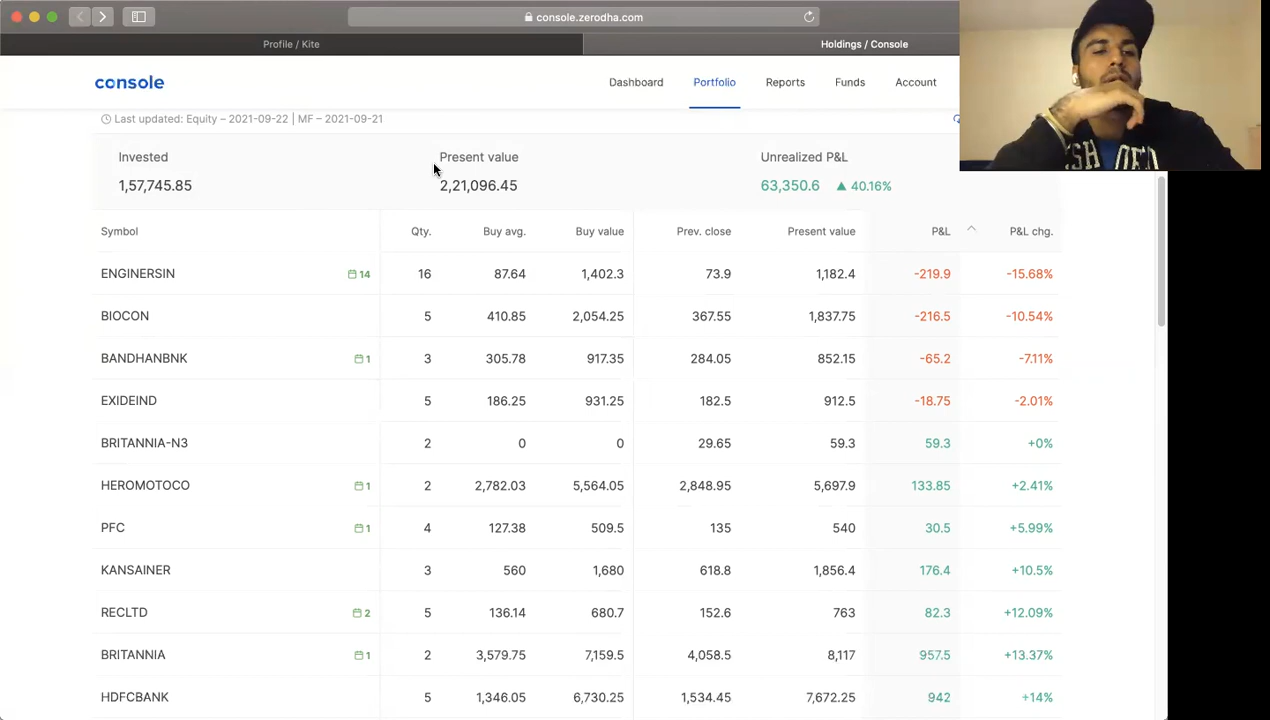 console.zerodha.com
Profile / Kite
Holdings / Console
console
Dashboard Portfolio Reports Funds Account
Last updated: Equity – 2021-09-22 | MF – 2021-09-21
Invested Present value Unrealized P&L
1,57,745.85 2,21,096.45 63,350.6 ▲ 40.16%
Symbol Qty. Buy avg. Buy value Prev. close Present value P&L P&L chg.
ENGINERSIN 14 16 87.64 1,402.3 73.9 1,182.4 -219.9 -15.68%
BIOCON 5 410.85 2,054.25 367.55 1,837.75 -216.5 -10.54%
BANDHANBNK 1 3 305.78 917.35 284.05 852.15 -65.2 -7.11%
EXIDEIND 5 186.25 931.25 182.5 912.5 -18.75 -2.01%
BRITANNIA-N3 2 0 0 29.65 59.3 59.3 +0%
HEROMOTOCO 1 2 2,782.03 5,564.05 2,848.95 5,697.9 133.85 +2.41%
PFC 1 4 127.38 509.5 135 540 30.5 +5.99%
KANSAINER 3 560 1,680 618.8 1,856.4 176.4 +10.5%
RECLTD 2 5 136.14 680.7 152.6 763 82.3 +12.09%
BRITANNIA 1 2 3,579.75 7,159.5 4,058.5 8,117 957.5 +13.37%
HDFCBANK 5 1,346.05 6,730.25 1,534.45 7,672.25 942 +14%